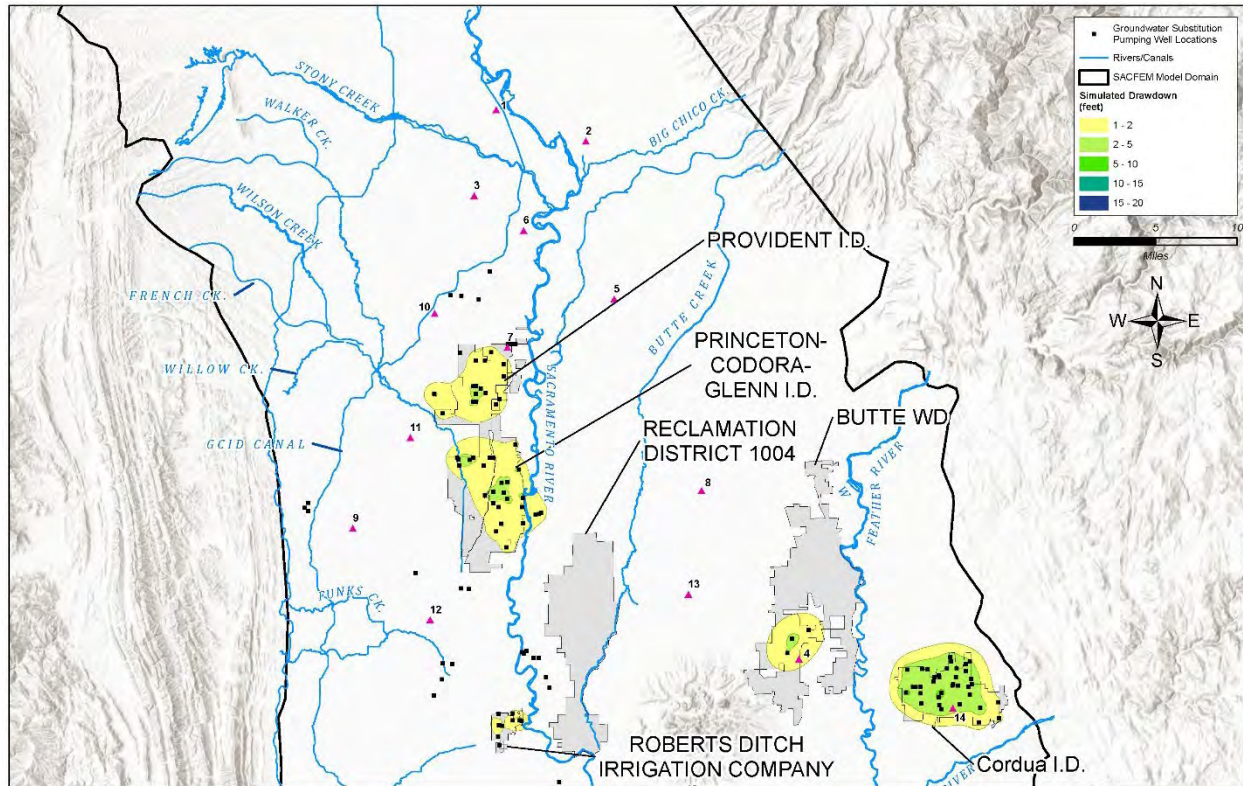 Groundwater Substitution
Pumping Well Locations
Rivers/Canals
SACFEM Model Domain
Simulated Drawdown
(feet)
1 - 2
2 - 5
5 - 10
10 - 15
15 - 20
0 5 10
Miles
N
W E
S
STONY CREEK
WALKER CK.
WILSON CREEK
FRENCH CK.
WILLOW CK.
GCID CANAL
FUNKS CK.
BIG CHICO CK.
BUTTE CREEK
SACRAMENTO RIVER
W
FEATHER RIVER
RIVER
1
2
3
6
5
10
7
11
8
9
13
12
4
14
PROVIDENT I.D.
PRINCETON-
CODORA-
GLENN I.D.
RECLAMATION
DISTRICT 1004
BUTTE WD
ROBERTS DITCH
IRRIGATION COMPANY
Cordua I.D.